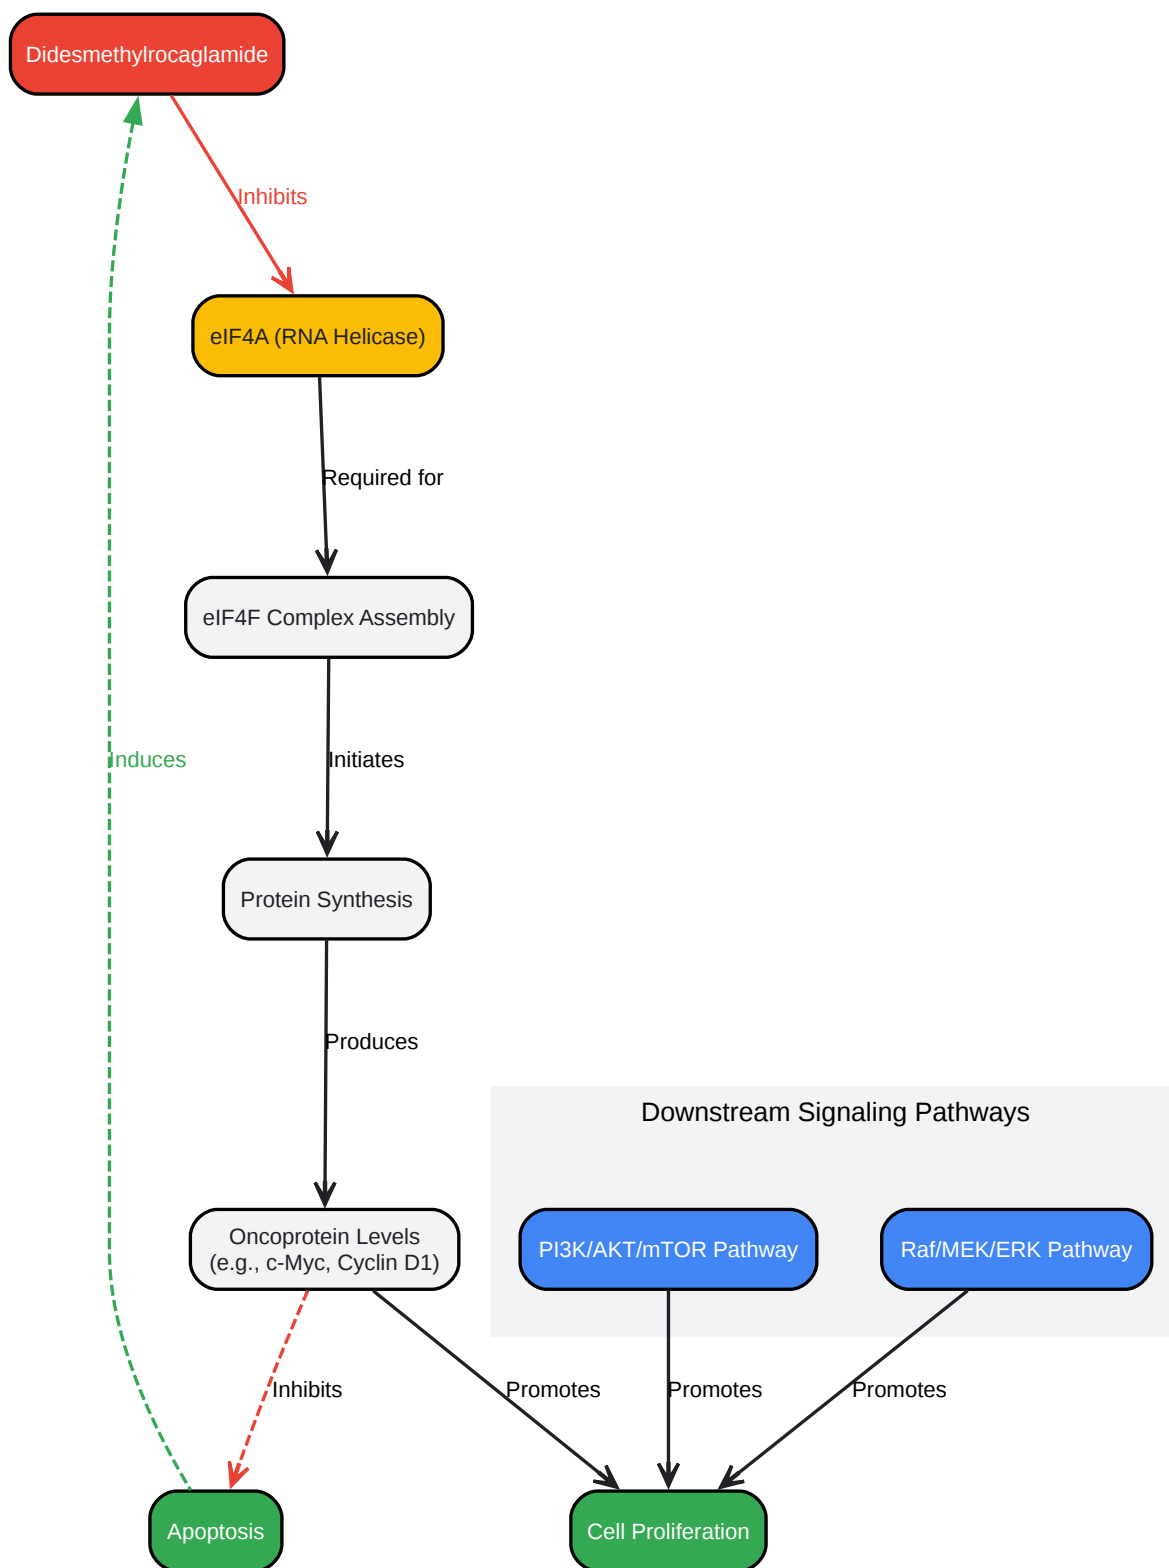 Didesmethylrocaglamide
Inhibits
eIF4A (RNA Helicase)
Required for
eIF4F Complex Assembly
Induces
Initiates
Protein Synthesis
Produces
Downstream Signaling Pathways
Oncoprotein Levels
(e.g., c-Myc, Cyclin D1)
PI3K/AKT/mTOR Pathway
Raf/MEK/ERK Pathway
Inhibits
Promotes
Promotes
Promotes
Apoptosis
Cell Proliferation